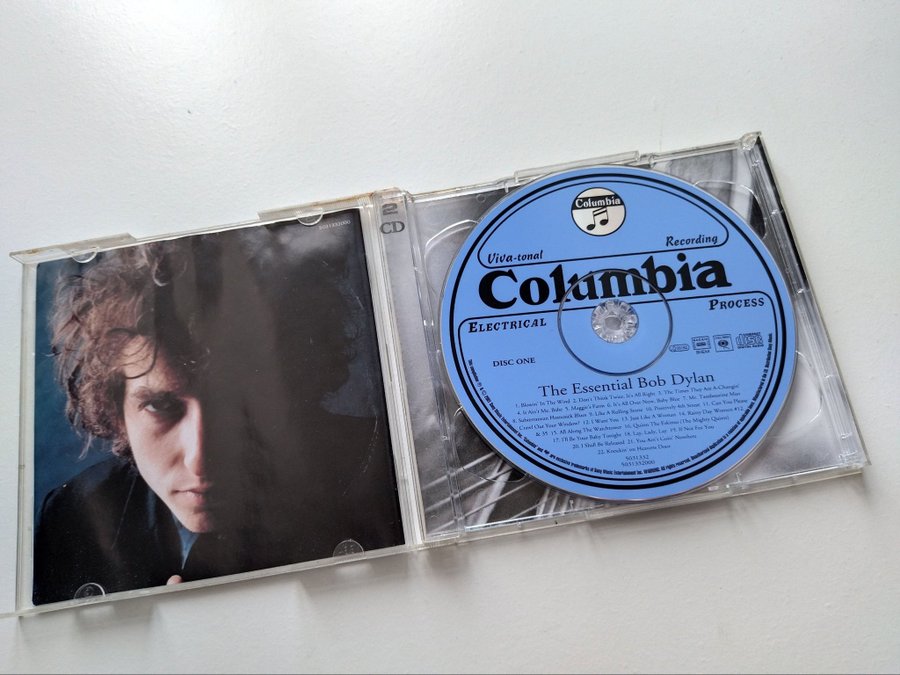 5031332000
2
CD
Columbia
Viva-tonal Recording
Columbia
ELECTRICAL PROCESS
DISC ONE
The Essential Bob Dylan
1. Blowin' In The Wind 2. Don't Think Twice, It's All Right 3. The Times They Are A-Changin'
4. It Ain't Me, Babe 5. Maggie's Farm 6. It's All Over Now, Baby Blue 7. Mr. Tambourine Man
8. Subterranean Homesick Blues 9. Like A Rolling Stone 10. Positively 4th Street 11. Can You Please
Crawl Out Your Window? 12. I Want You 13. Just Like A Woman 14. Rainy Day Women #12
& 35 15. All Along The Watchtower 16. Quinn The Eskimo (The Mighty Quinn)
17. I'll Be Your Baby Tonight 18. Lay, Lady, Lay 19. If Not For You
20. I Shall Be Released 21. You Ain't Goin' Nowhere
22. Knockin' on Heavens Door
5031332
5031332000